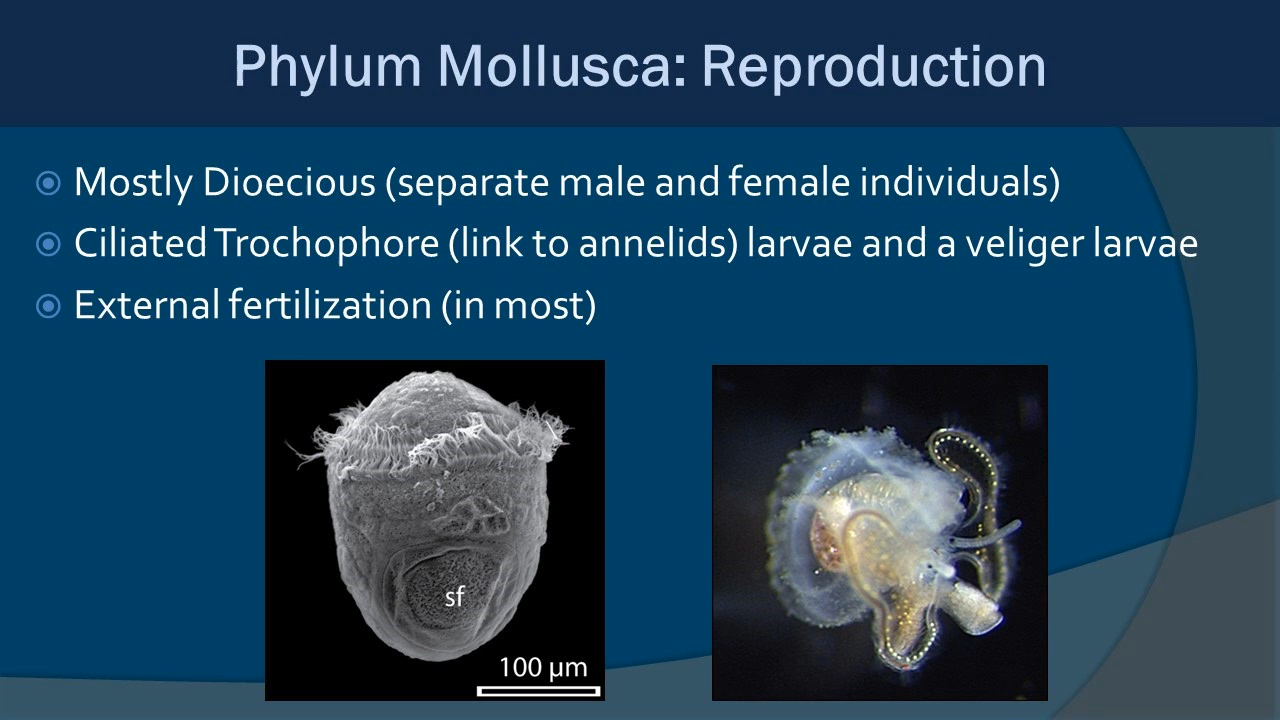 Phylum Mollusca: Reproduction
Mostly Dioecious (separate male and female individuals)
Ciliated Trochophore (link to annelids) larvae and a veliger larvae
External fertilization (in most)
sf
100 µm